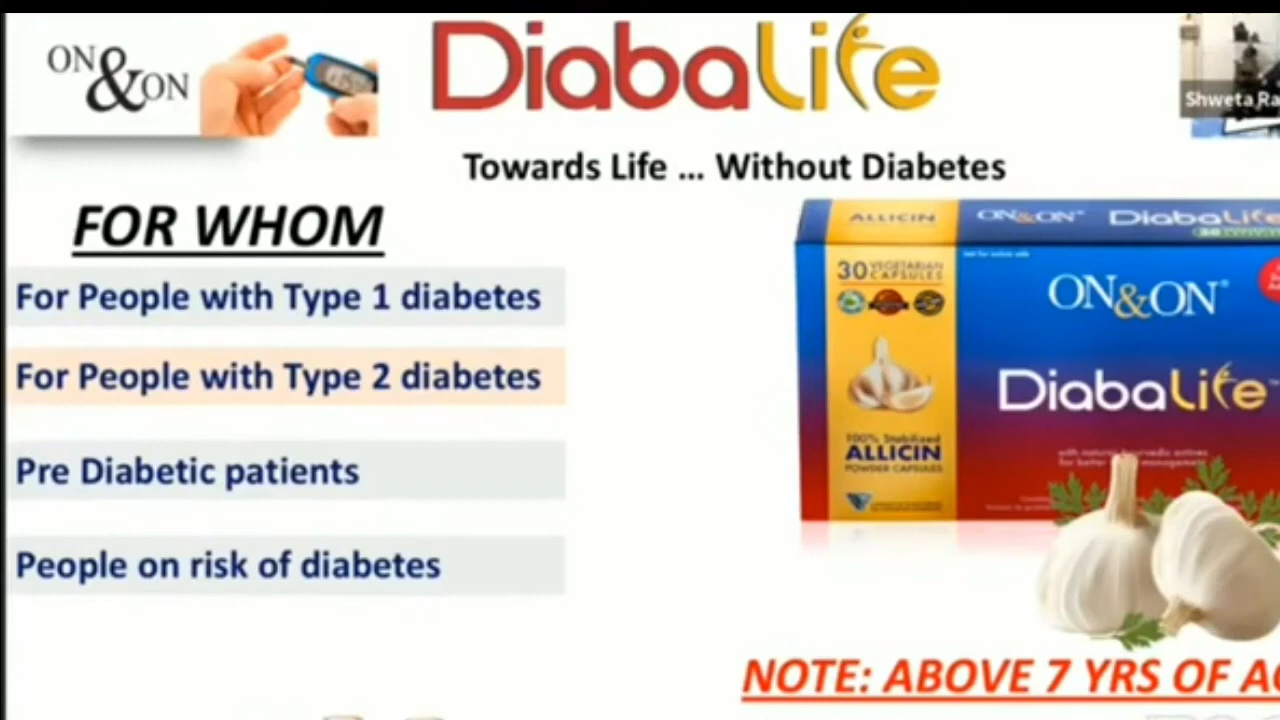 ON
&ON
DiabaLife
Shweta Ra
Towards Life ... Without Diabetes
FOR WHOM
For People with Type 1 diabetes
For People with Type 2 diabetes
Pre Diabetic patients
People on risk of diabetes
ALLICIN
ON&ON
DiabaLife
30 VEGETARIAN
CAPSULES
ON&ON
DiabaLife
100% Stabilized
ALLICIN
POWDER CAPSULES
NOTE: ABOVE 7 YRS OF